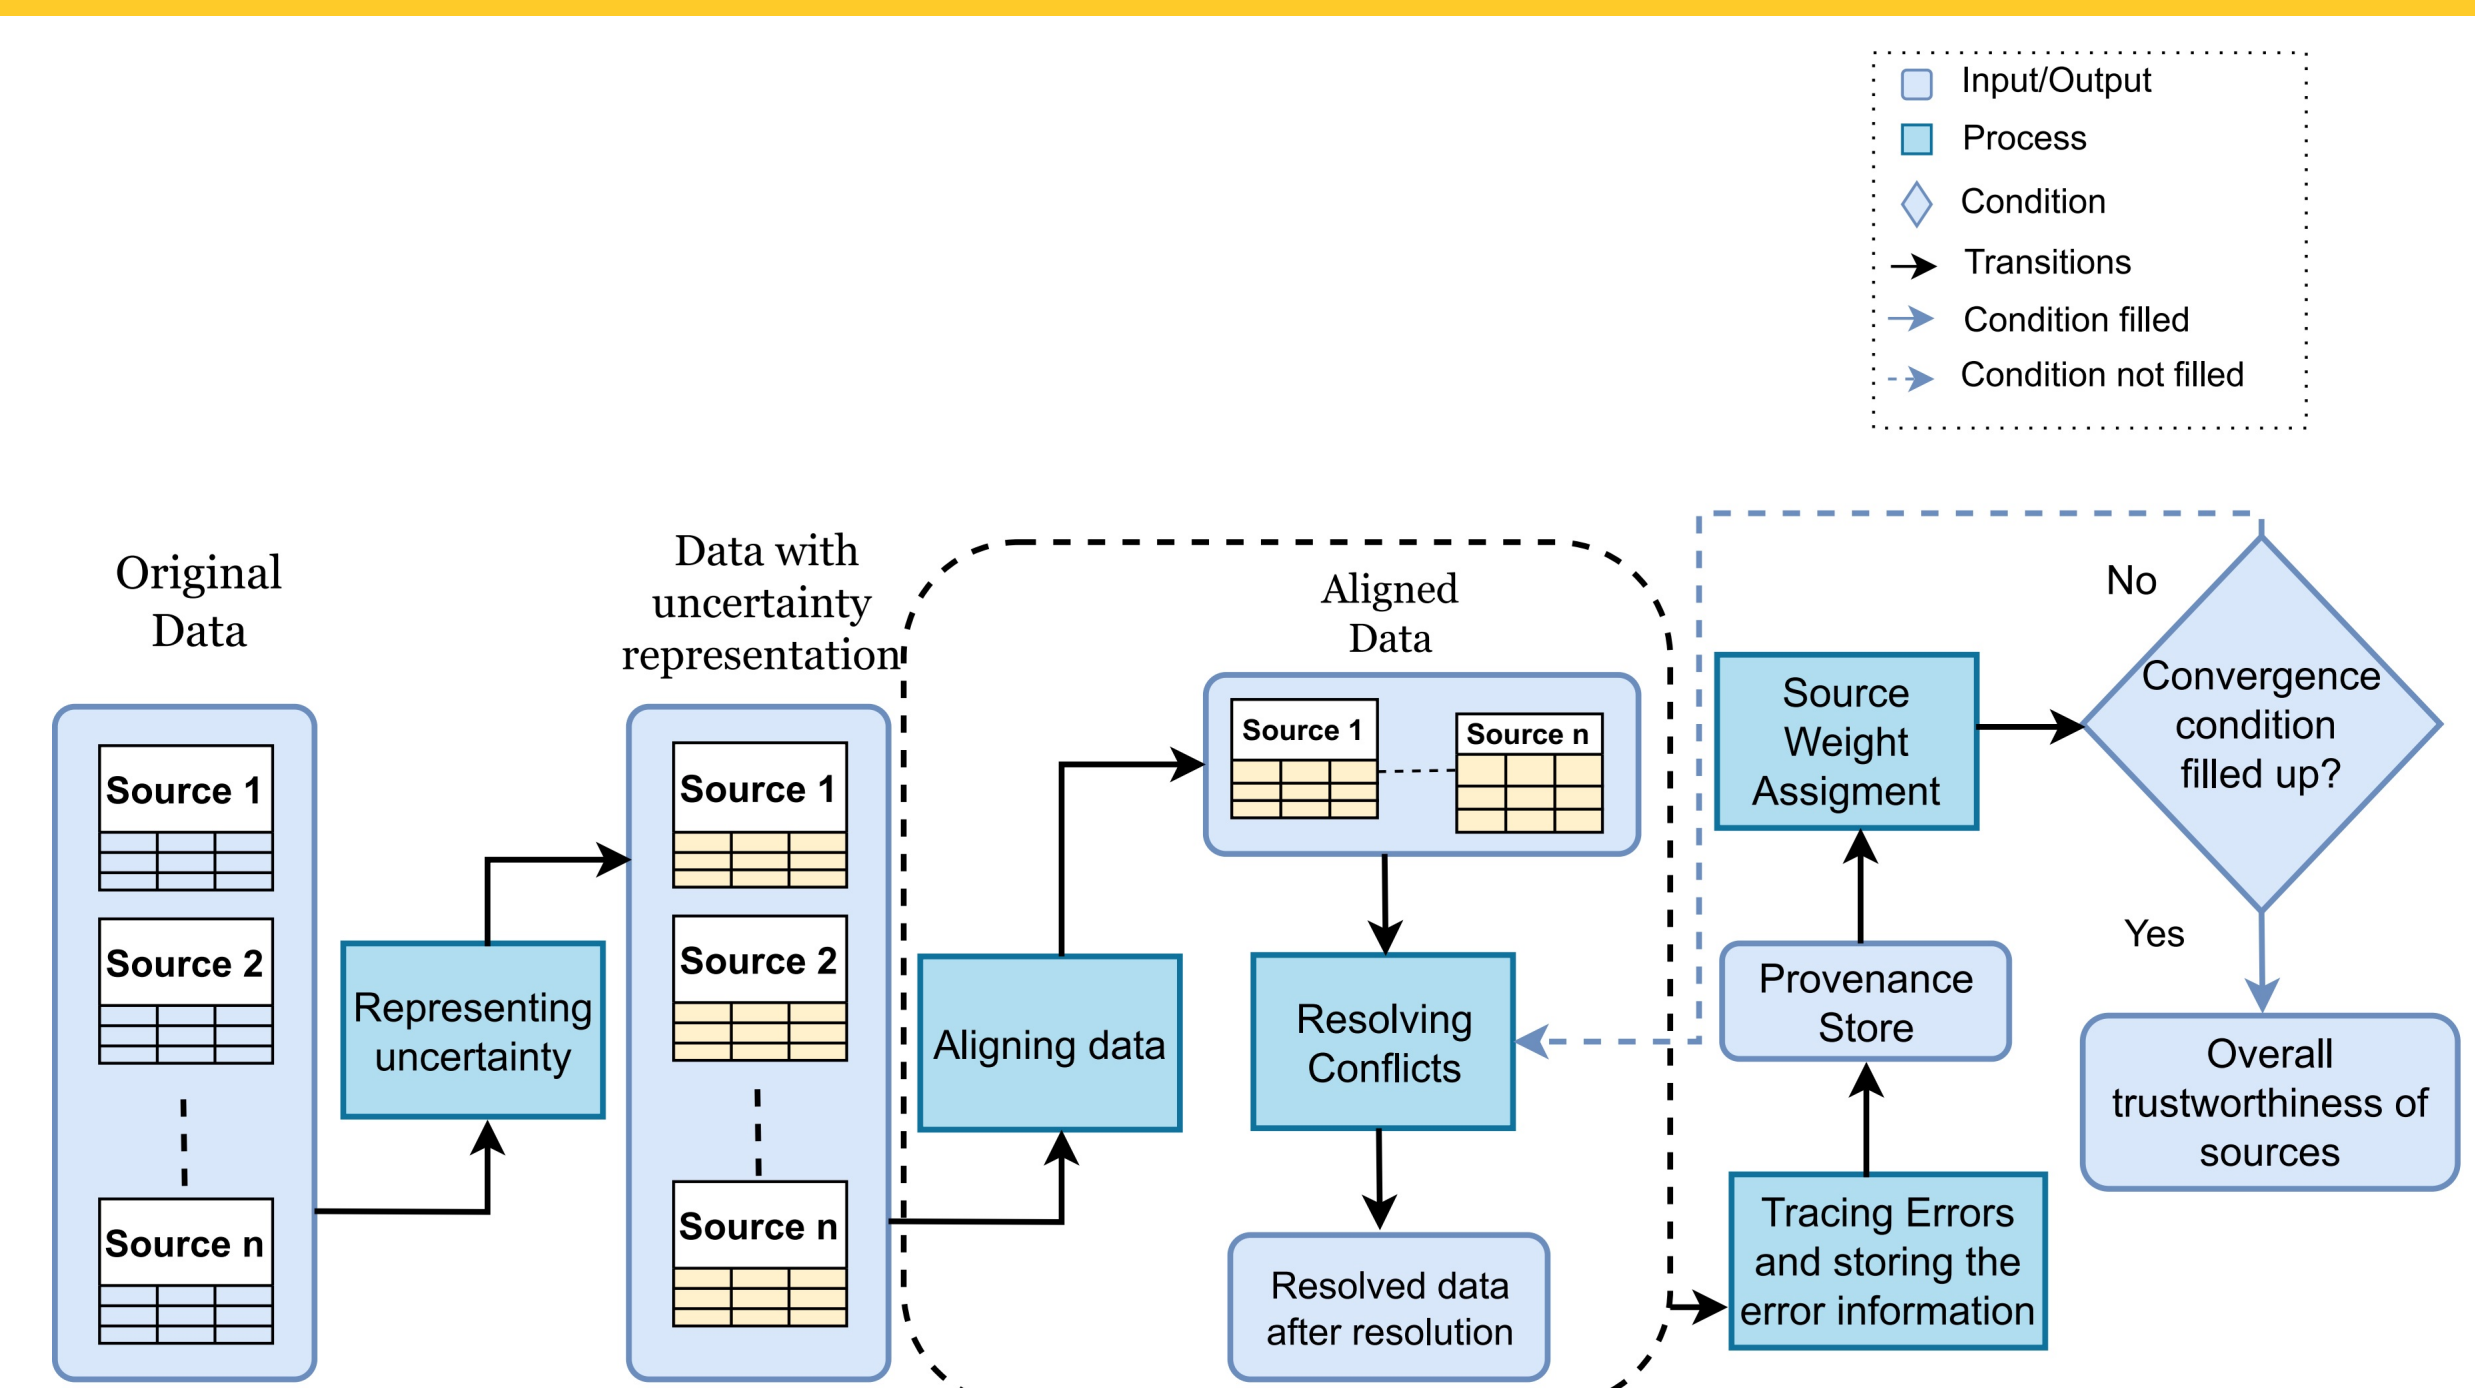 Input/Output
Process
Condition
Transitions
Condition filled
Condition not filled
Original
Data
Source 1
Source 2
Source n
Representing
uncertainty
Data with
uncertainty
representation
Source 1
Source 2
Source n
Aligning data
Aligned
Data
Source 1
Source n
Resolving
Conflicts
Resolved data
after resolution
Tracing Errors
and storing the
error information
Provenance
Store
Source
Weight
Assigment
No
Convergence
condition
filled up?
Yes
Overall
trustworthiness of
sources